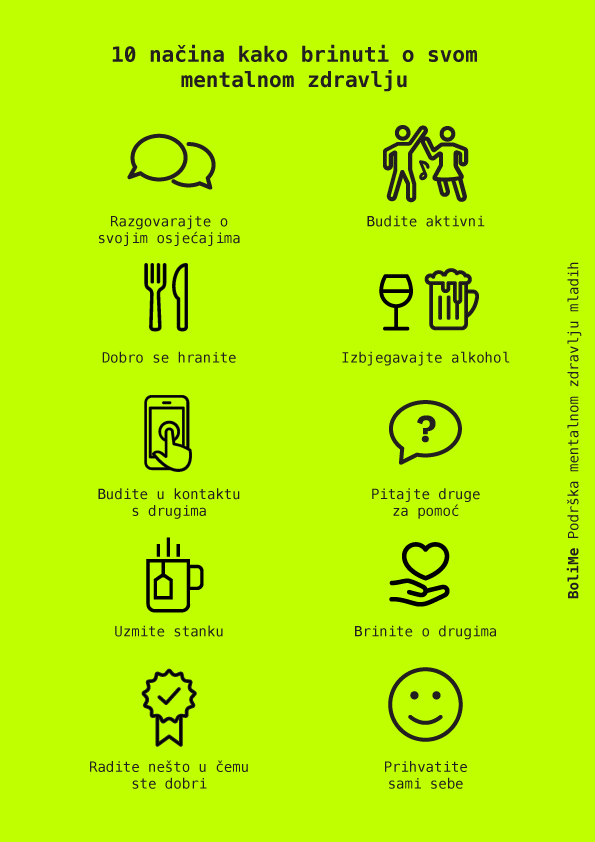 10 načina kako brinuti o svom
mentalnom zdravlju
Razgovarajte o
svojim osjećajima
Budite aktivni
Dobro se hranite
Izbjegavajte alkohol
Budite u kontaktu
s drugima
?
Pitajte druge
za pomoć
Uzmite stanku
Brinite o drugima
Radite nešto u čemu
ste dobri
Prihvatite
sami sebe
BoliMe Podrška mentalnom zdravlju mladih